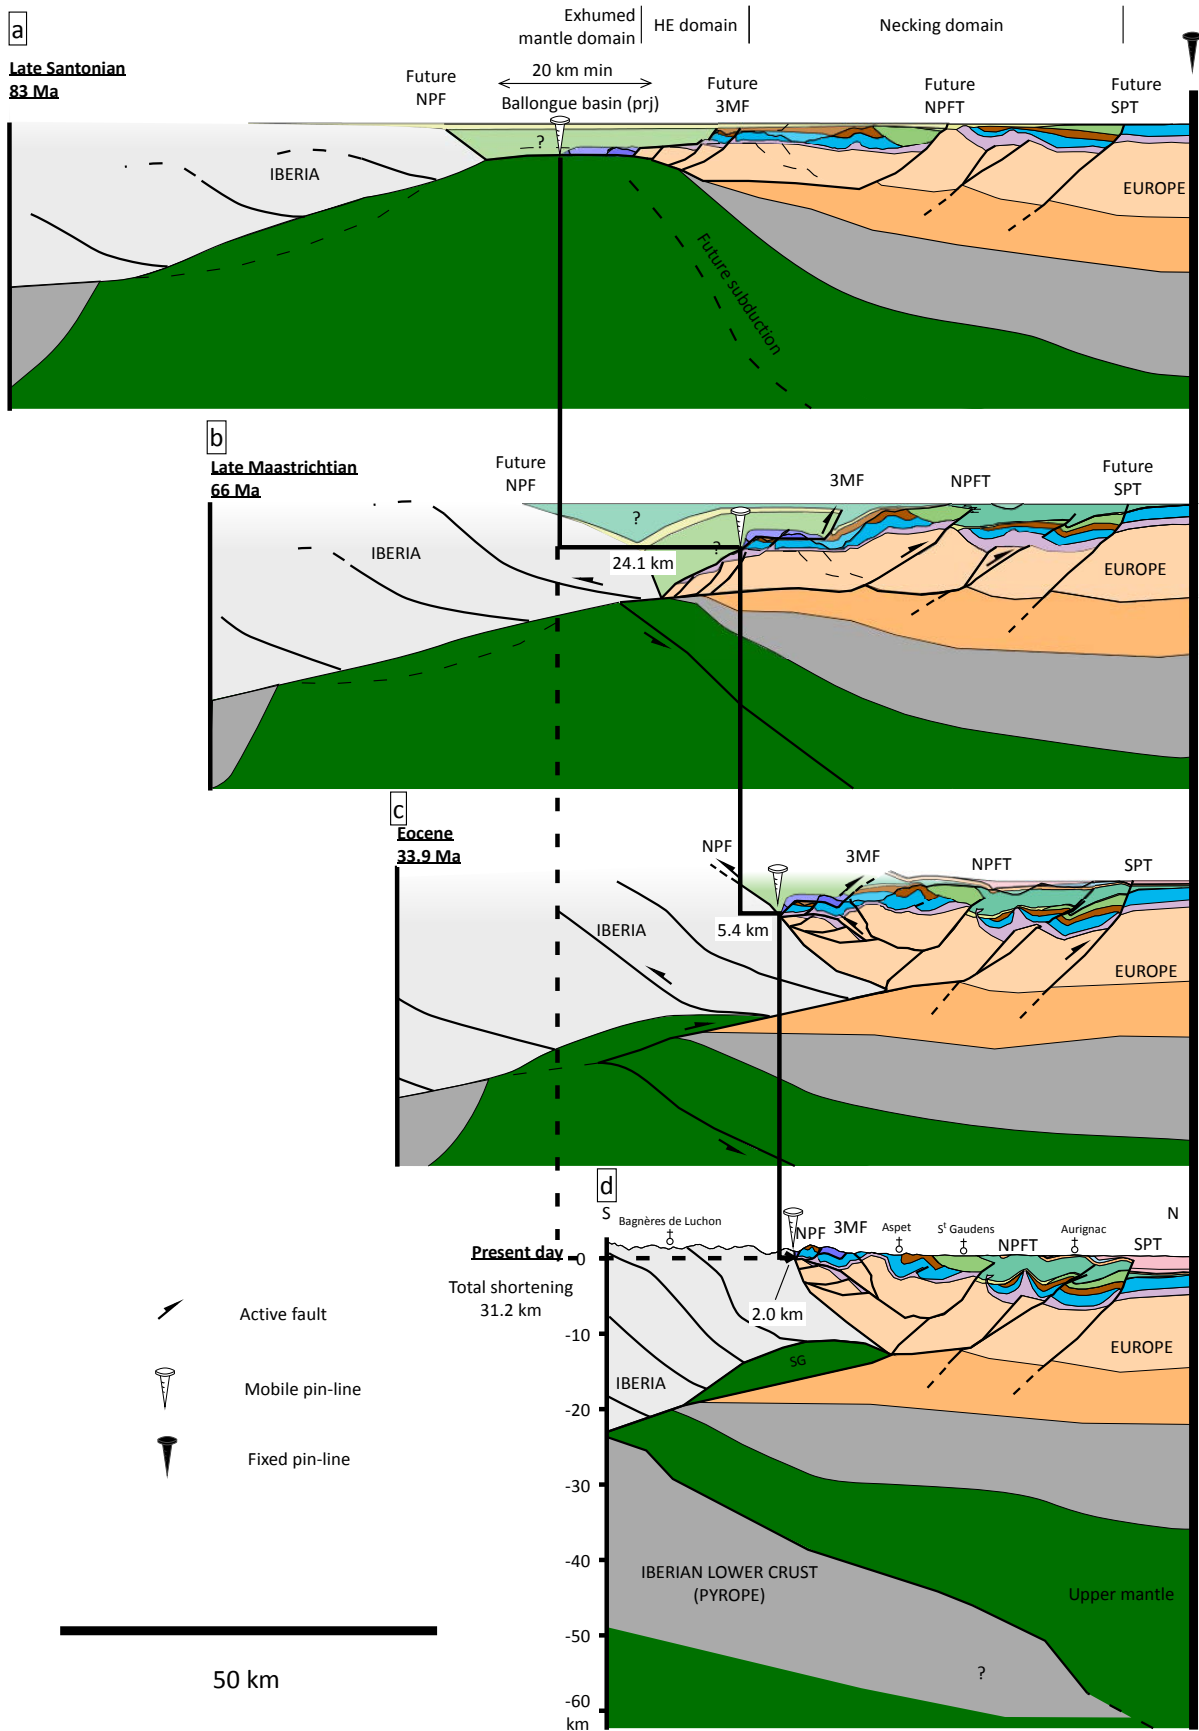 a
Exhumed
mantle domain
HE domain
Necking domain
Late Santonian
83 Ma
Future
NPF
20 km min
Ballongue basin (prj)
Future
3MF
Future
NPFT
Future
SPT
?
IBERIA
EUROPE
Future subduction
b
Late Maastrichtian
66 Ma
Future
NPF
3MF
NPFT
Future
SPT
?
?
IBERIA
24.1 km
EUROPE
c
Eocene
33.9 Ma
NPF
3MF
NPFT
SPT
IBERIA
5.4 km
EUROPE
d
S
N
Bagnères de Luchon
NPF
3MF
Aspet
Sᵗ Gaudens
NPFT
Aurignac
SPT
Present day
0
Total shortening
31.2 km
2.0 km
Active fault
-10
EUROPE
SG
Mobile pin-line
IBERIA
-20
Fixed pin-line
-30
-40
IBERIAN LOWER CRUST
(PYROPE)
Upper mantle
-50
50 km
?
-60
km